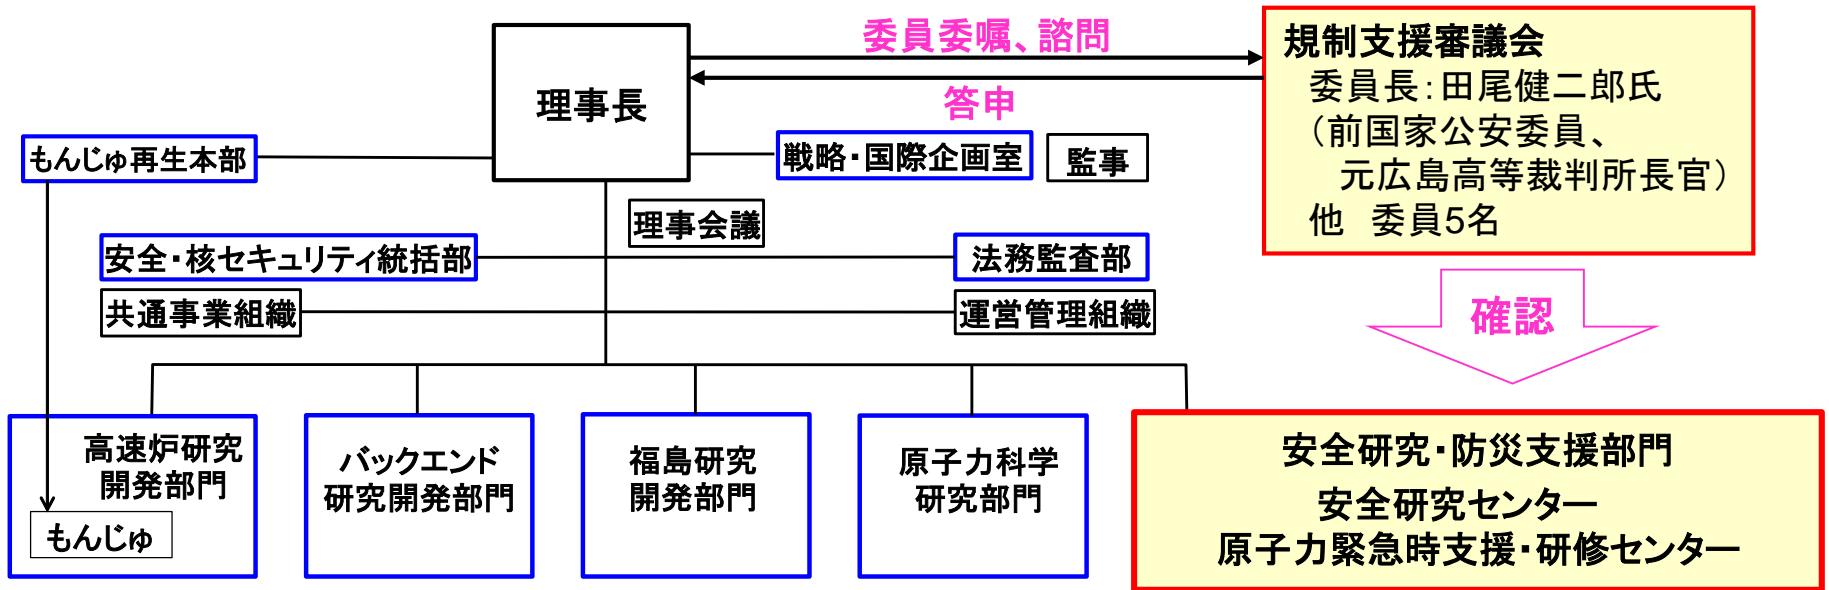 委員委嘱、諮問
規制支援審議会
委員長：田尾健二郎氏
（前国家公安委員、
元広島高等裁判所長官）
他　委員5名
理事長
答申
もんじゅ再生本部
戦略・国際企画室
監事
理事会議
安全・核セキュリティ統括部
法務監査部
共通事業組織
運営管理組織
確認
高速炉研究
開発部門
もんじゅ
バックエンド
研究開発部門
福島研究
開発部門
原子力科学
研究部門
安全研究・防災支援部門
安全研究センター
原子力緊急時支援・研修センター